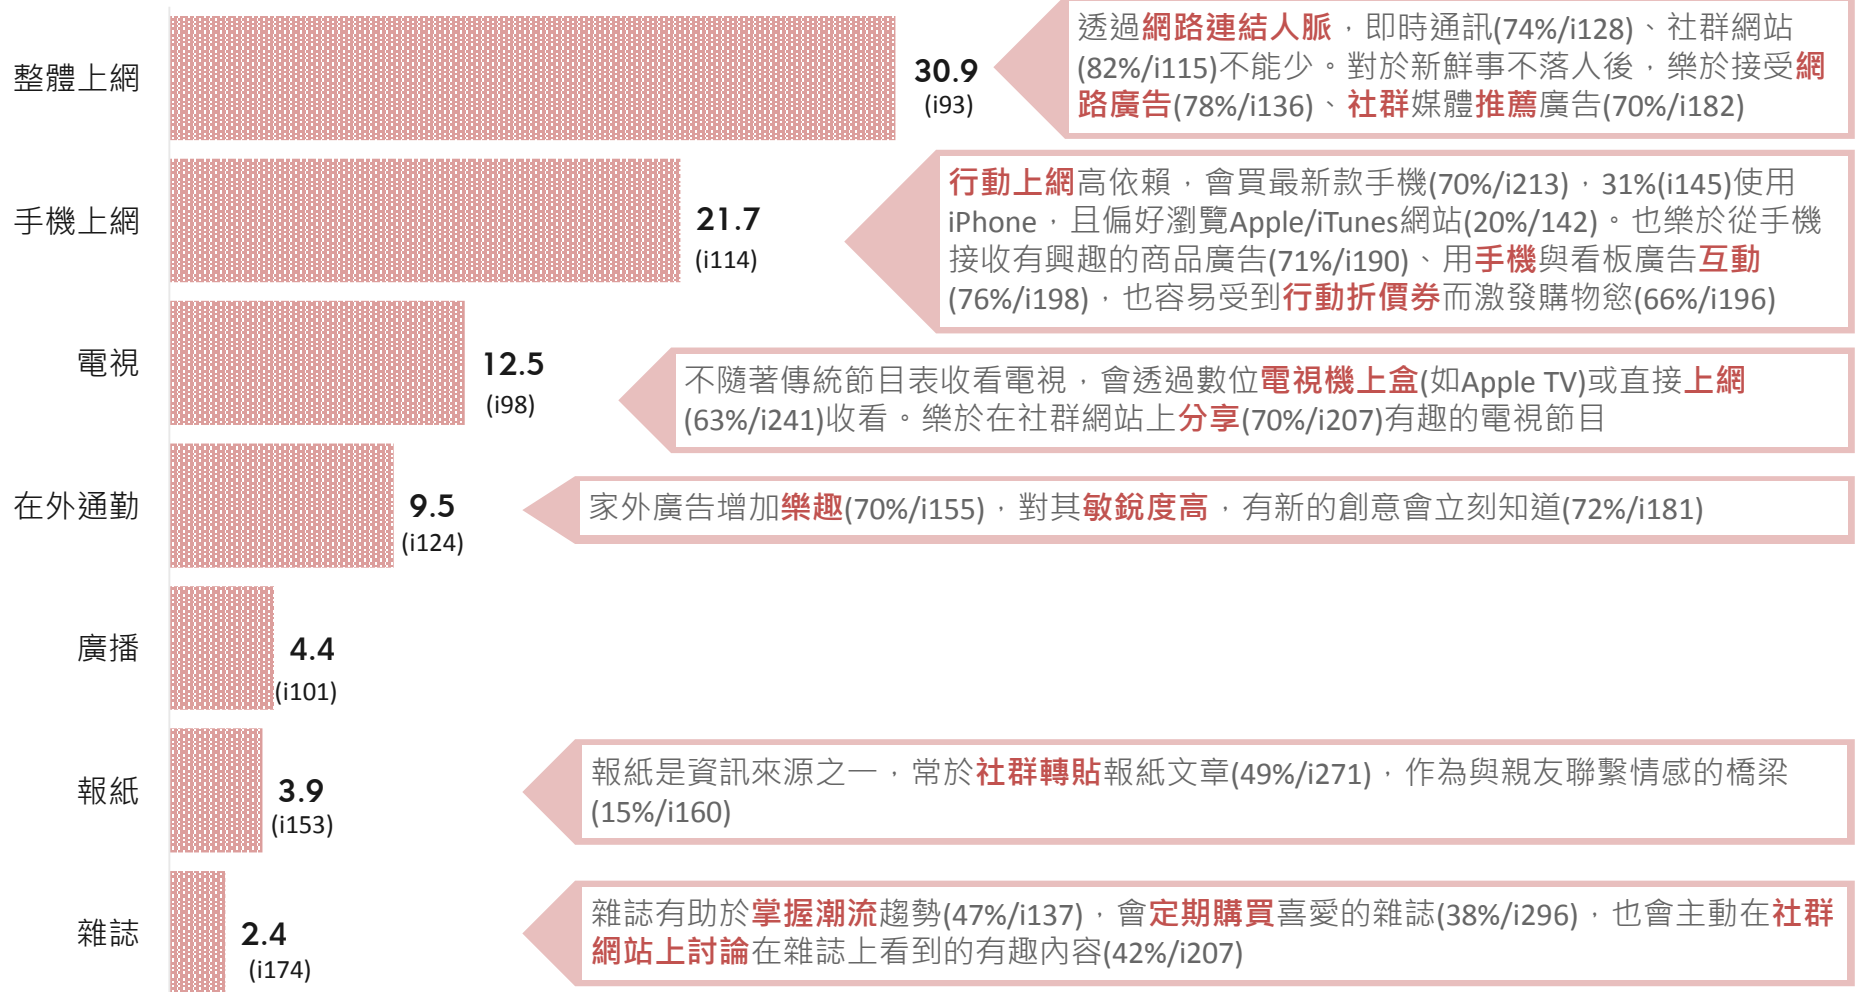 整體上網
30.9
(i93)
透過網路連結人脈，即時通訊(74%/i128)、社群網站
(82%/i115)不能少。對於新鮮事不落人後，樂於接受網
路廣告(78%/i136)、社群媒體推薦廣告(70%/i182)
手機上網
21.7
(i114)
行動上網高依賴，會買最新款手機(70%/i213)，31%(i145)使用
iPhone，且偏好瀏覽Apple/iTunes網站(20%/142)。也樂於從手機
接收有興趣的商品廣告(71%/i190)、用手機與看板廣告互動
(76%/i198)，也容易受到行動折價券而激發購物慾(66%/i196)
電視
12.5
(i98)
不隨著傳統節目表收看電視，會透過數位電視機上盒(如Apple TV)或直接上網
(63%/i241)收看。樂於在社群網站上分享(70%/i207)有趣的電視節目
在外通勤
9.5
(i124)
家外廣告增加樂趣(70%/i155)，對其敏銳度高，有新的創意會立刻知道(72%/i181)
廣播
4.4
(i101)
報紙
3.9
(i153)
報紙是資訊來源之一，常於社群轉貼報紙文章(49%/i271)，作為與親友聯繫情感的橋梁
(15%/i160)
雜誌
2.4
(i174)
雜誌有助於掌握潮流趨勢(47%/i137)，會定期購買喜愛的雜誌(38%/i296)，也會主動在社群
網站上討論在雜誌上看到的有趣內容(42%/i207)